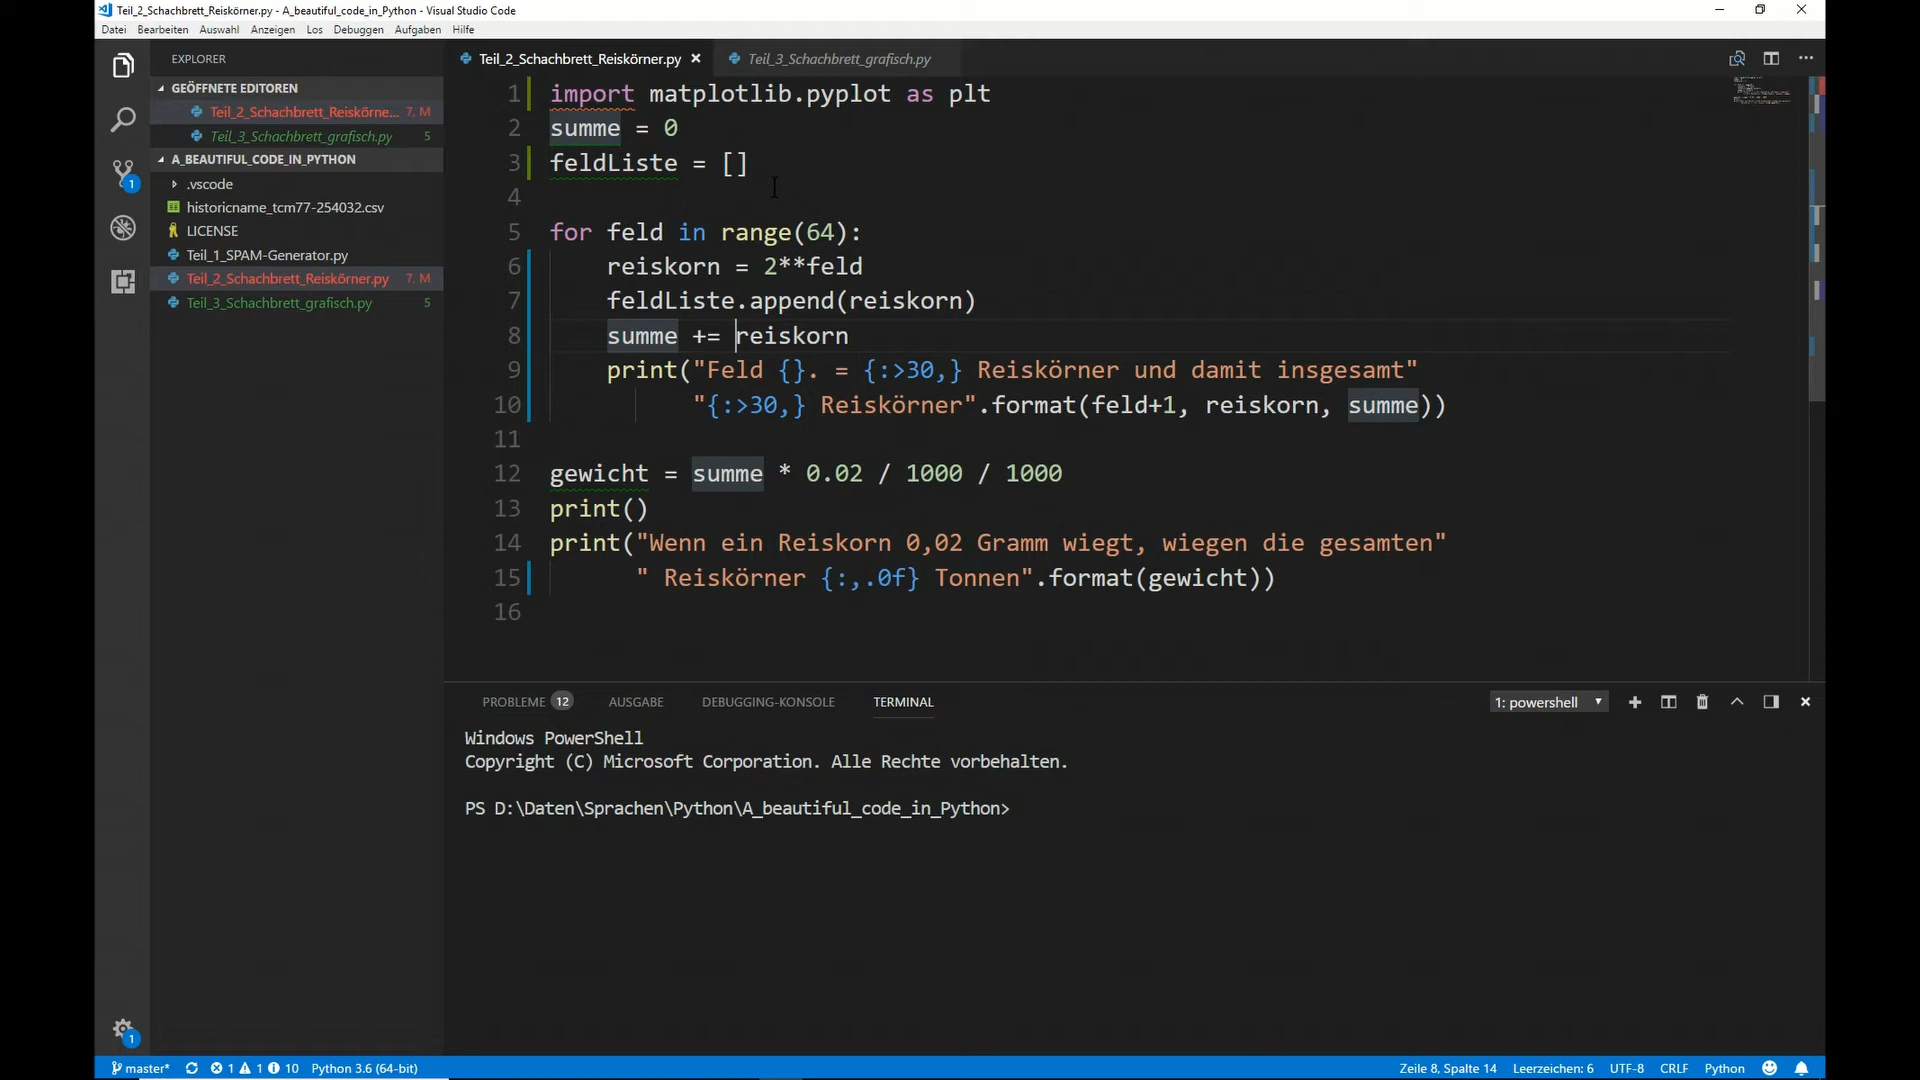 Teil_2_Schachbrett_Reiskörner.py - A_beautiful_code_in_Python - Visual Studio Code
Datei Bearbeiten Auswahl Anzeigen Los Debuggen Aufgaben Hilfe
EXPLORER
GEÖFFNETE EDITOREN
Teil_2_Schachbrett_Reiskörne... 7, M
Teil_3_Schachbrett_grafisch.py 5
A_BEAUTIFUL_CODE_IN_PYTHON
.vscode
historicname_tcm77-254032.csv
LICENSE
Teil_1_SPAM-Generator.py
Teil_2_Schachbrett_Reiskörner.py 7, M
Teil_3_Schachbrett_grafisch.py 5
1
1
Teil_2_Schachbrett_Reiskörner.py
Teil_3_Schachbrett_grafisch.py
1 import matplotlib.pyplot as plt
2 summe = 0
3 feldListe = []
4
5 for feld in range(64):
6 reiskorn = 2**feld
7 feldListe.append(reiskorn)
8 summe += reiskorn
9 print("Feld {}. = {:>30,} Reiskörner und damit insgesamt"
10 "{:>30,} Reiskörner".format(feld+1, reiskorn, summe))
11
12 gewicht = summe * 0.02 / 1000 / 1000
13 print()
14 print("Wenn ein Reiskorn 0,02 Gramm wiegt, wiegen die gesamten"
15 " Reiskörner {:,.0f} Tonnen".format(gewicht))
16
PROBLEME 12 AUSGABE DEBUGGING-KONSOLE TERMINAL 1: powershell
Windows PowerShell
Copyright (C) Microsoft Corporation. Alle Rechte vorbehalten.
PS D:\Daten\Sprachen\Python\A_beautiful_code_in_Python>
master* 1 1 10 Python 3.6 (64-bit) Zeile 8, Spalte 14 Leerzeichen: 6 UTF-8 CRLF Python